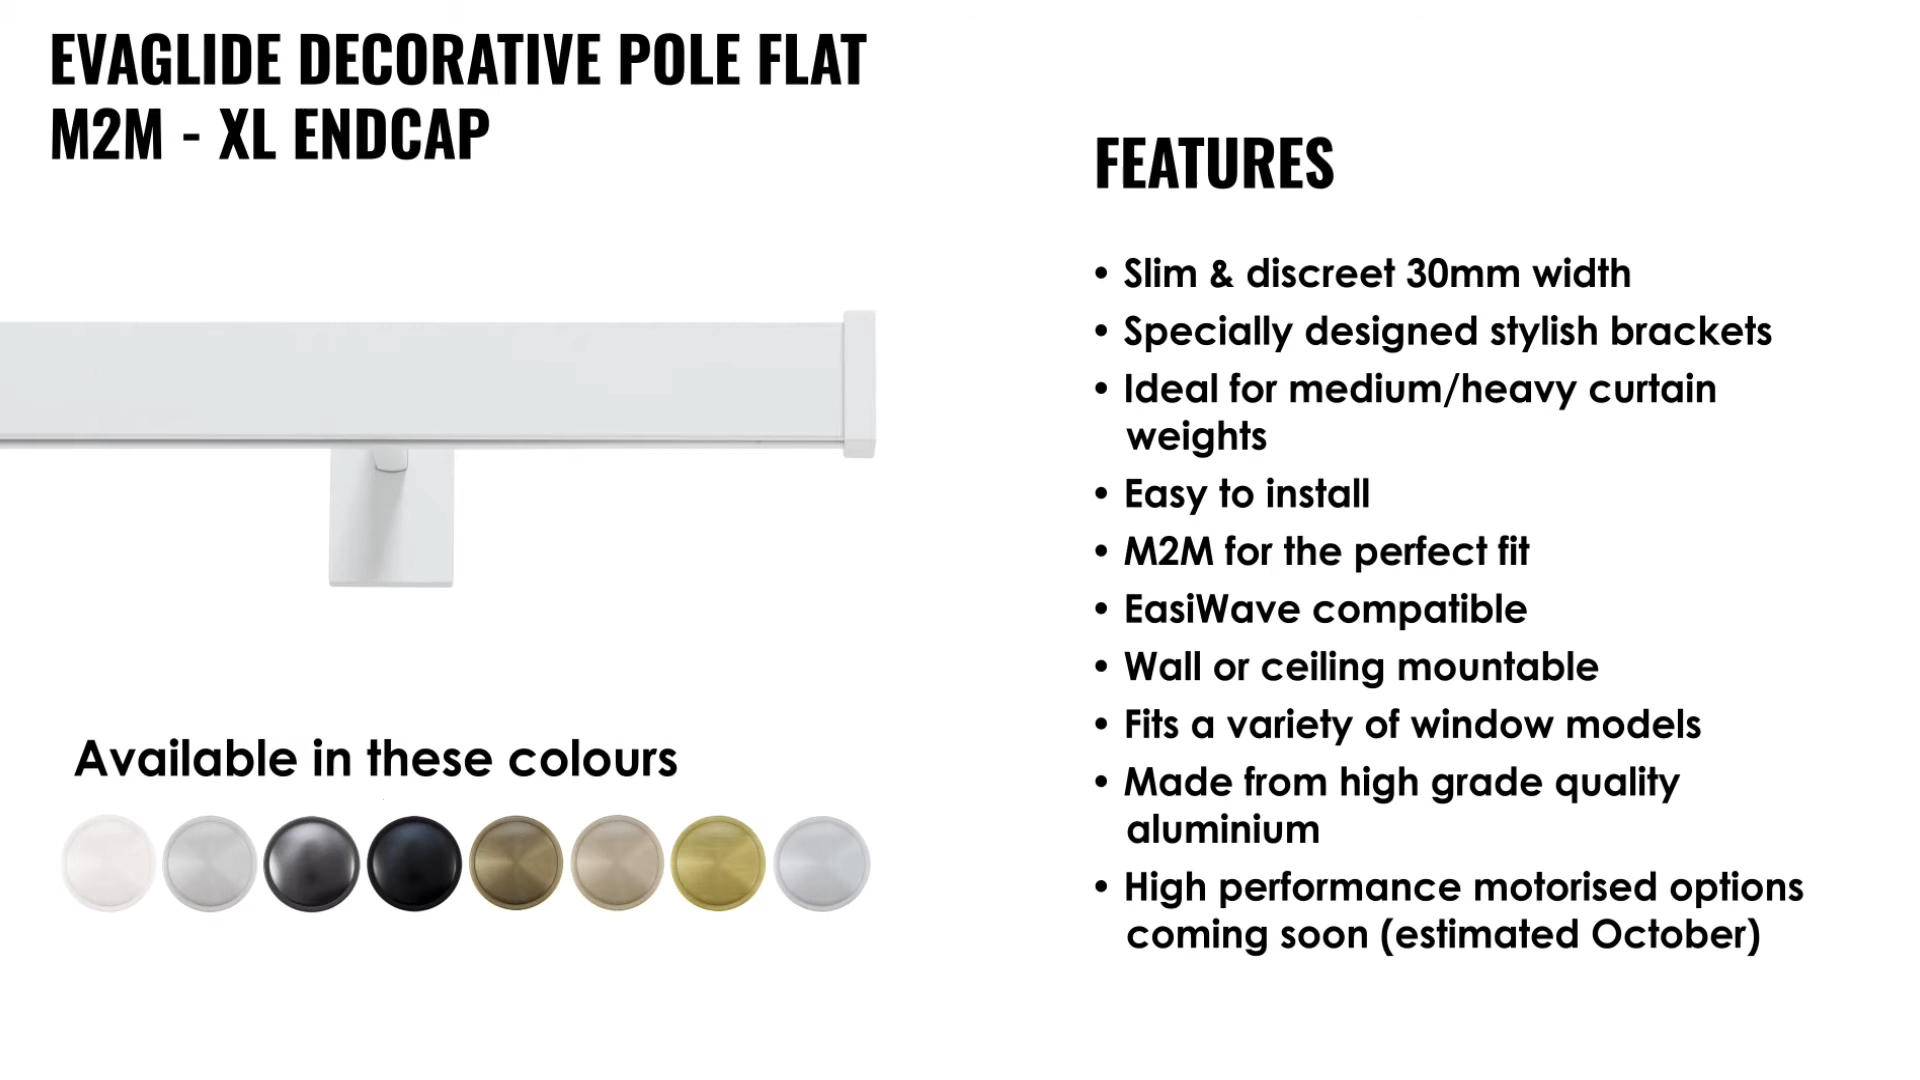 EVAGLIDE DECORATIVE POLE FLAT
M2M - XL ENDCAP
FEATURES
• Slim & discreet 30mm width
• Specially designed stylish brackets
• Ideal for medium/heavy curtain
weights
• Easy to install
• M2M for the perfect fit
• EasiWave compatible
• Wall or ceiling mountable
• Fits a variety of window models
• Made from high grade quality
aluminium
• High performance motorised options
coming soon (estimated October)
Available in these colours